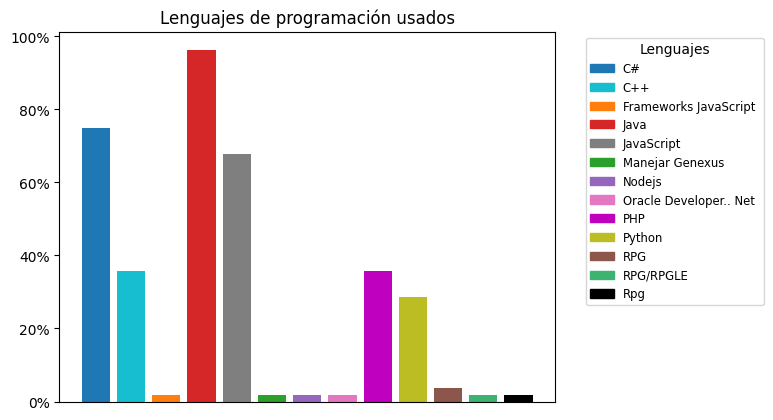 Lenguajes de programación usados
100%
80%
60%
40%
20%
0%
Lenguajes
C#
C++
Frameworks JavaScript
Java
JavaScript
Manejar Genexus
Nodejs
Oracle Developer.. Net
PHP
Python
RPG
RPG/RPGLE
Rpg